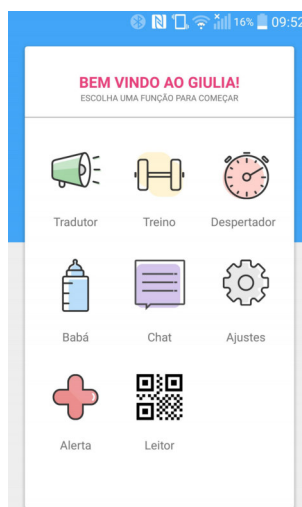 16% 09:52
BEM VINDO AO GIULIA!
ESCOLHA UMA FUNÇÃO PARA COMEÇAR
Tradutor Treino Despertador
Babá Chat Ajustes
Alerta Leitor